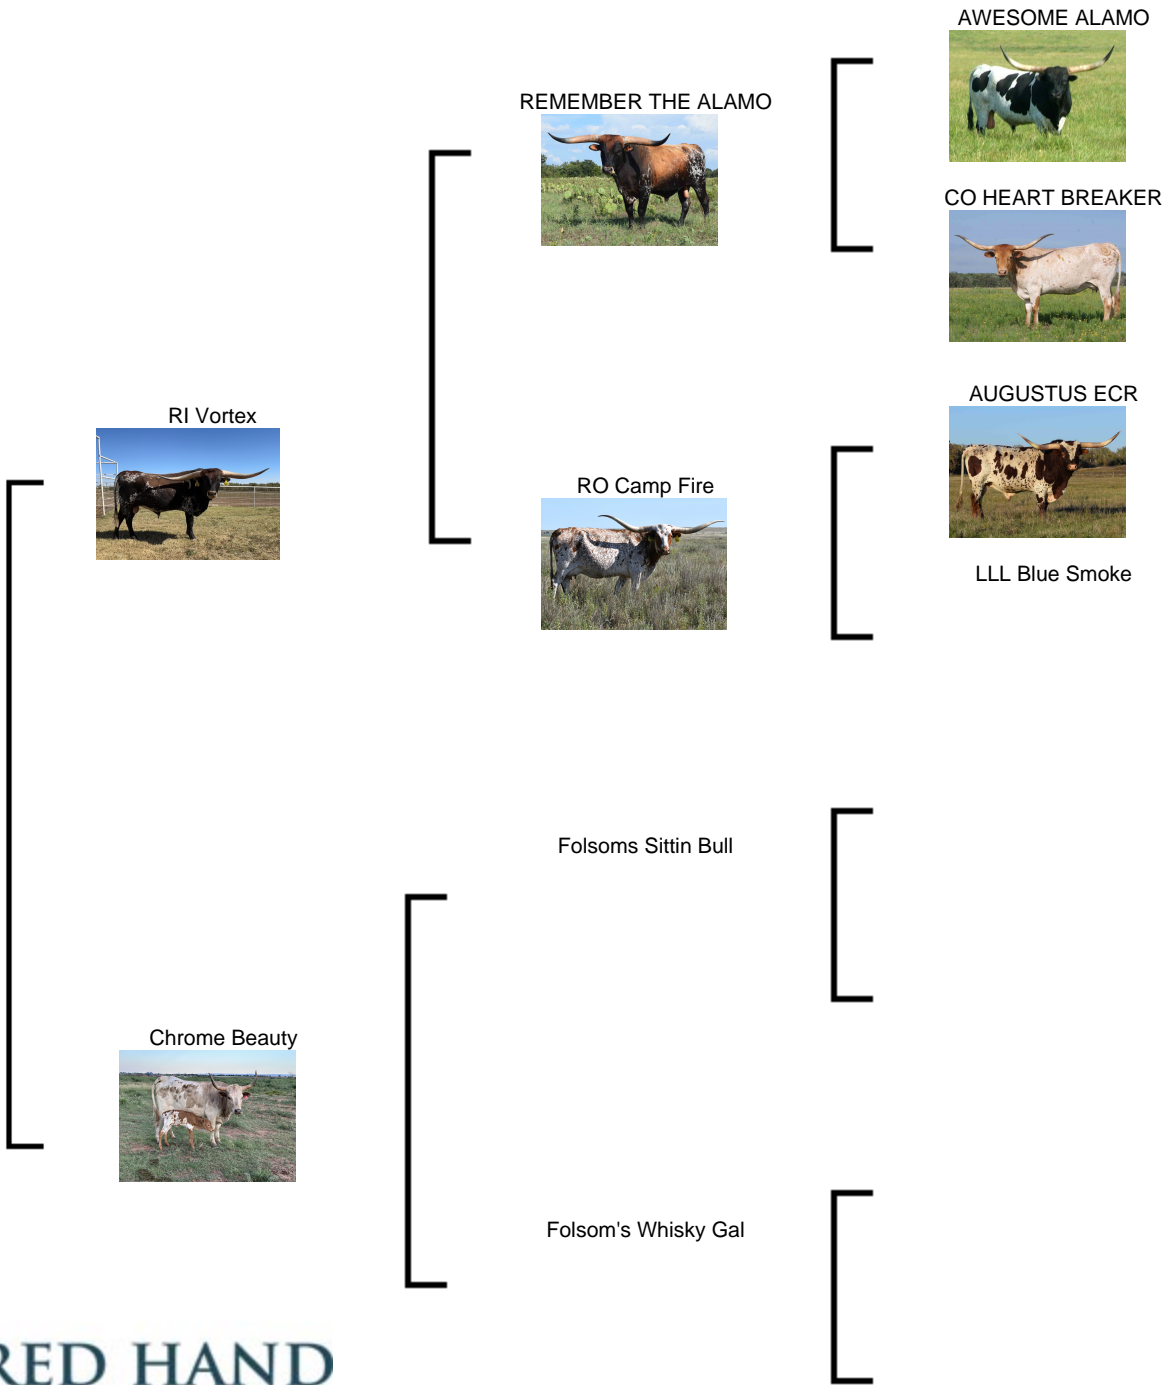 AWESOME ALAMO
REMEMBER THE ALAMO
CO HEART BREAKER
AUGUSTUS ECR
RI Vortex
RO Camp Fire
LLL Blue Smoke
Folsoms Sittin Bull
Chrome Beauty
Folsom's Whisky Gal
RED HAND